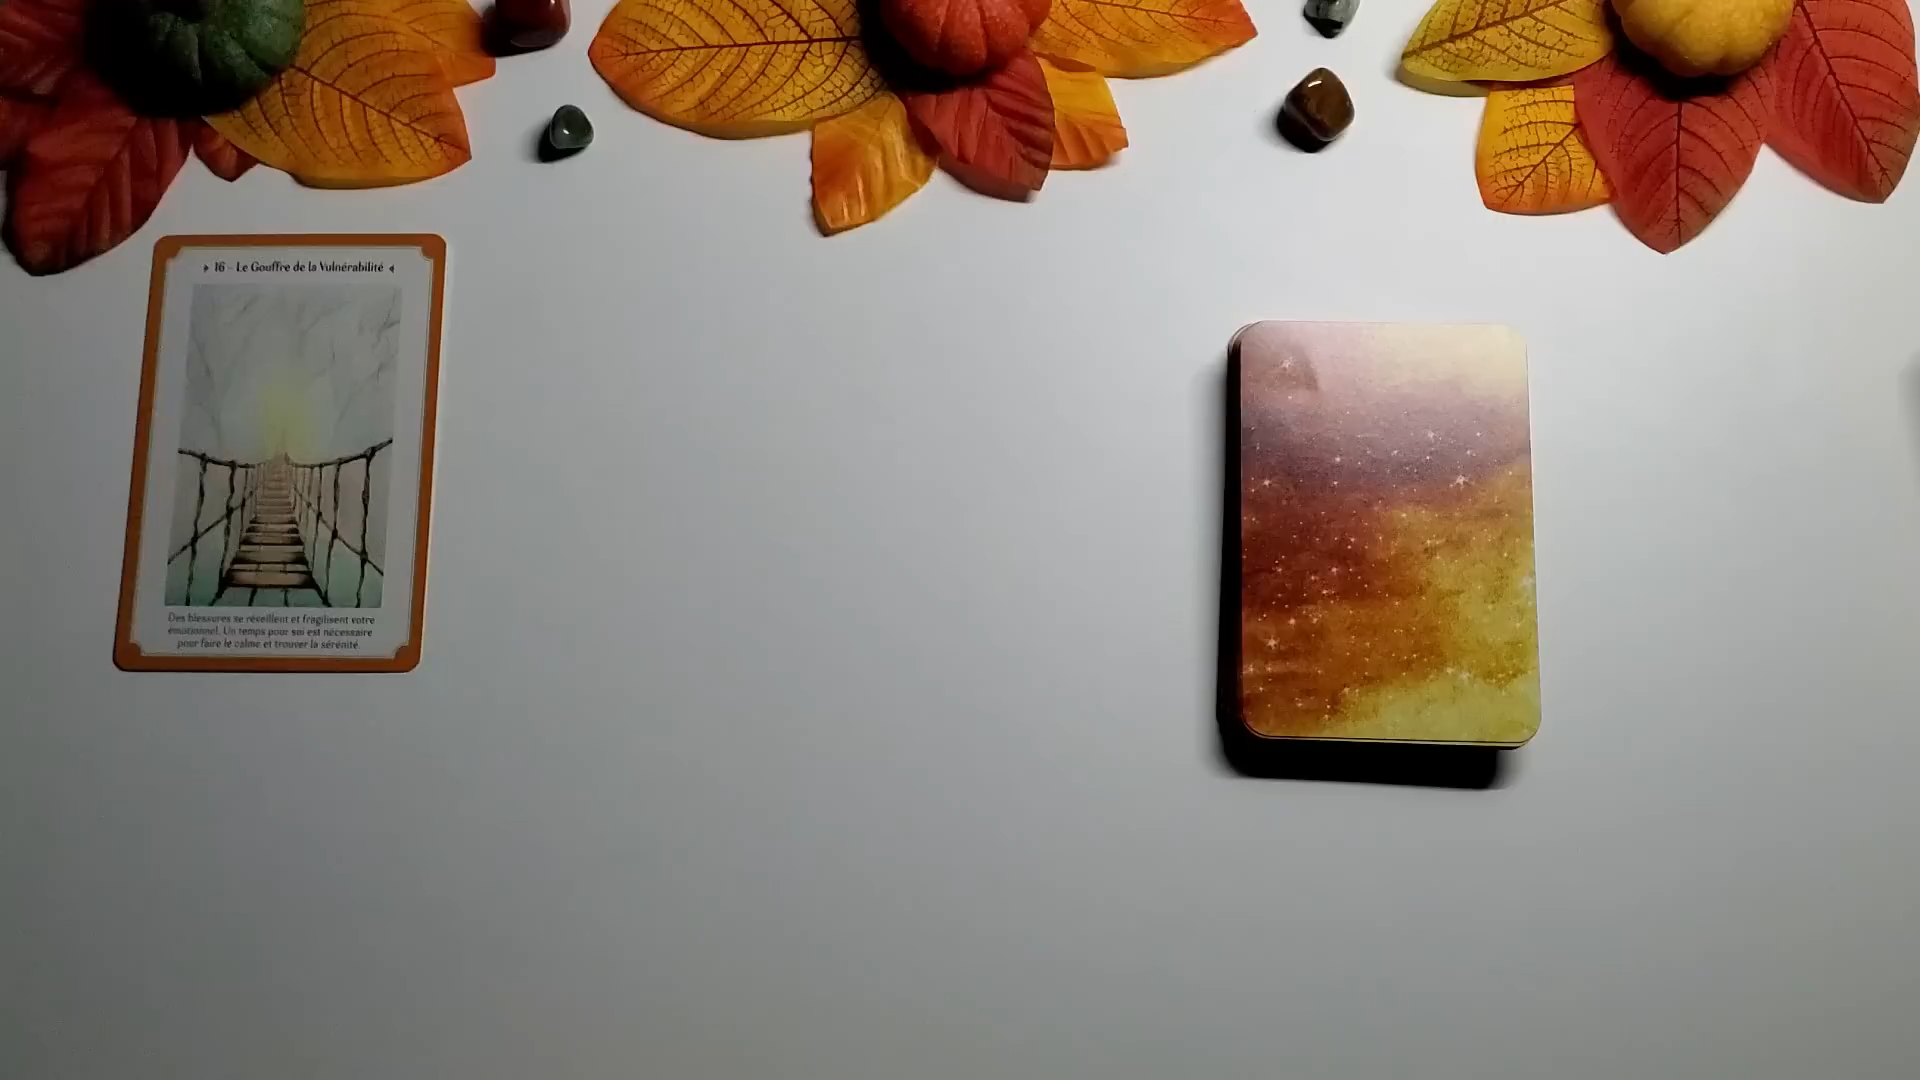 16 - Le Gouffre de la Vulnérabilité
Des blessures se réveillent et fragilisent votre
émotionnel. Un temps pour soi est nécessaire
pour faire le calme et trouver la sérénité.